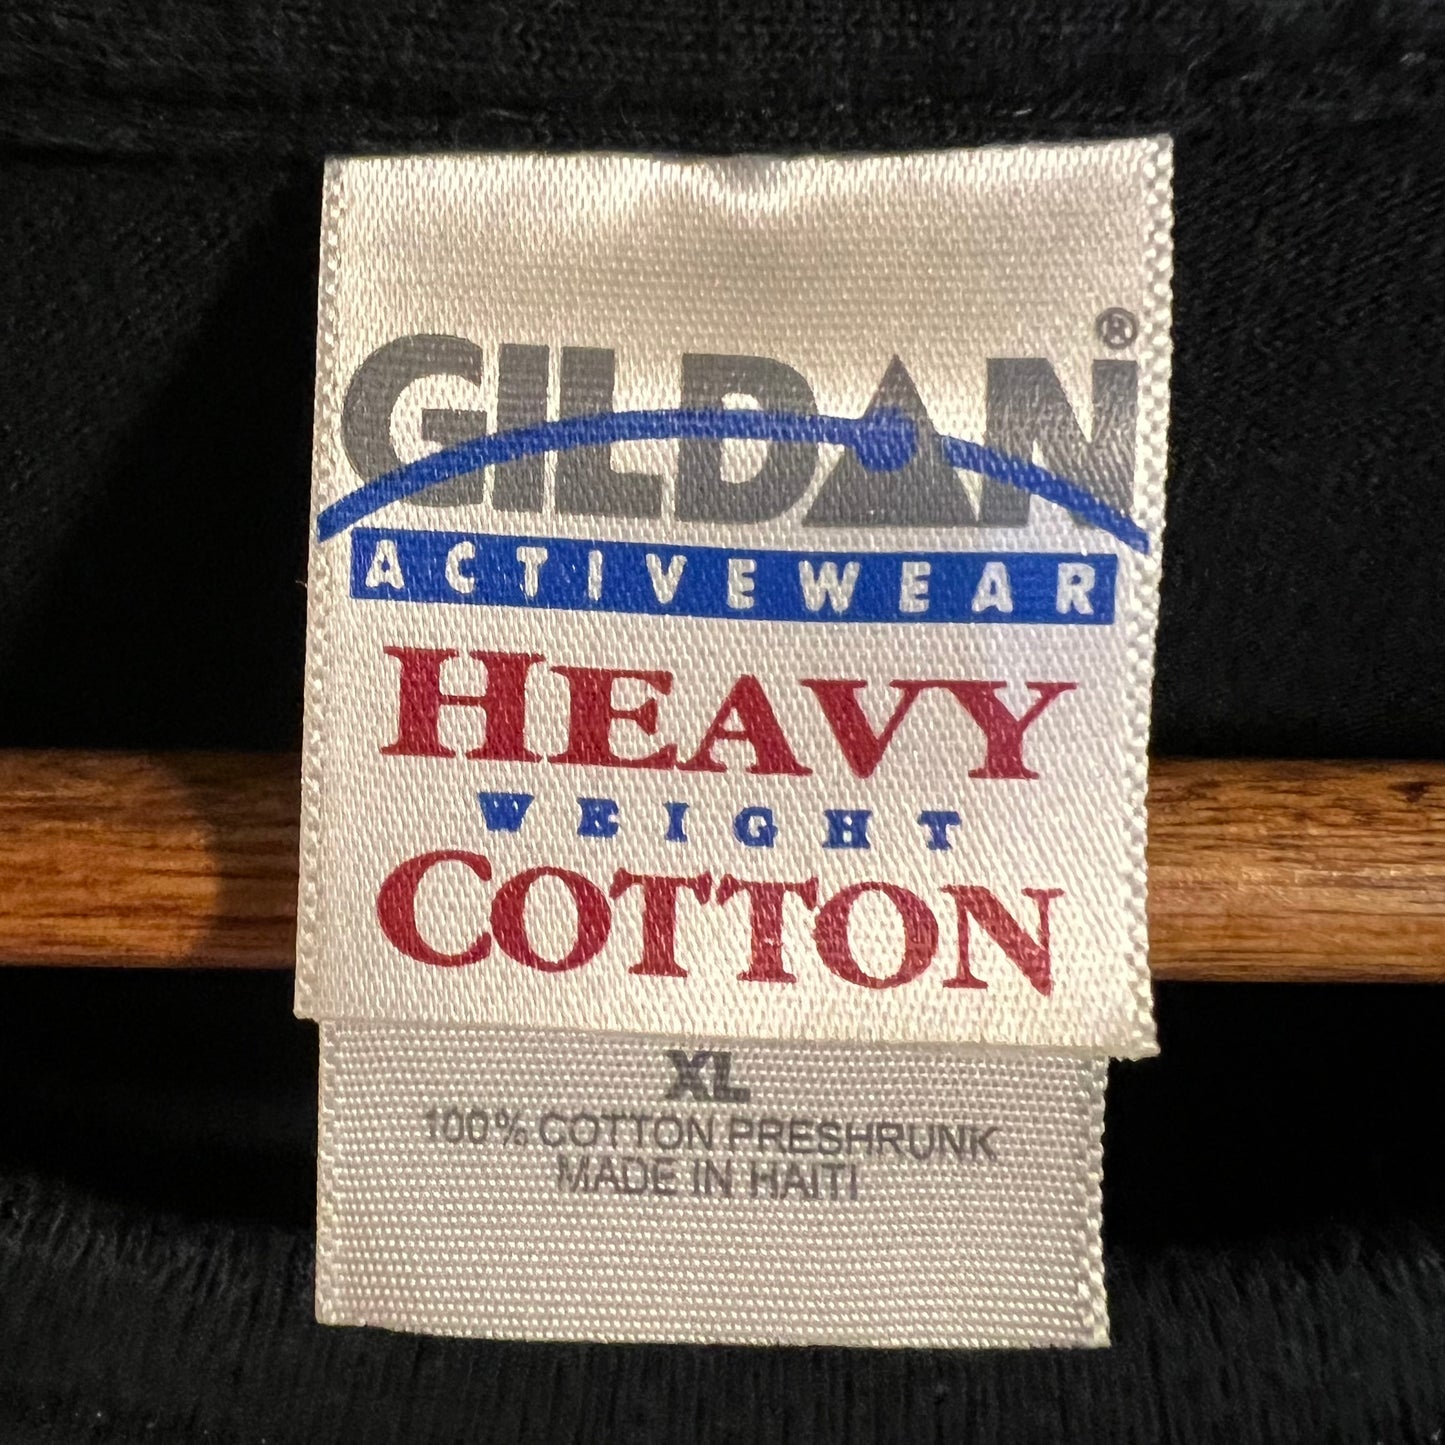 GILDAN®
ACTIVEWEAR
HEAVY
WEIGHT
COTTON
XL
100% COTTON PRESHRUNK
MADE IN HAITI